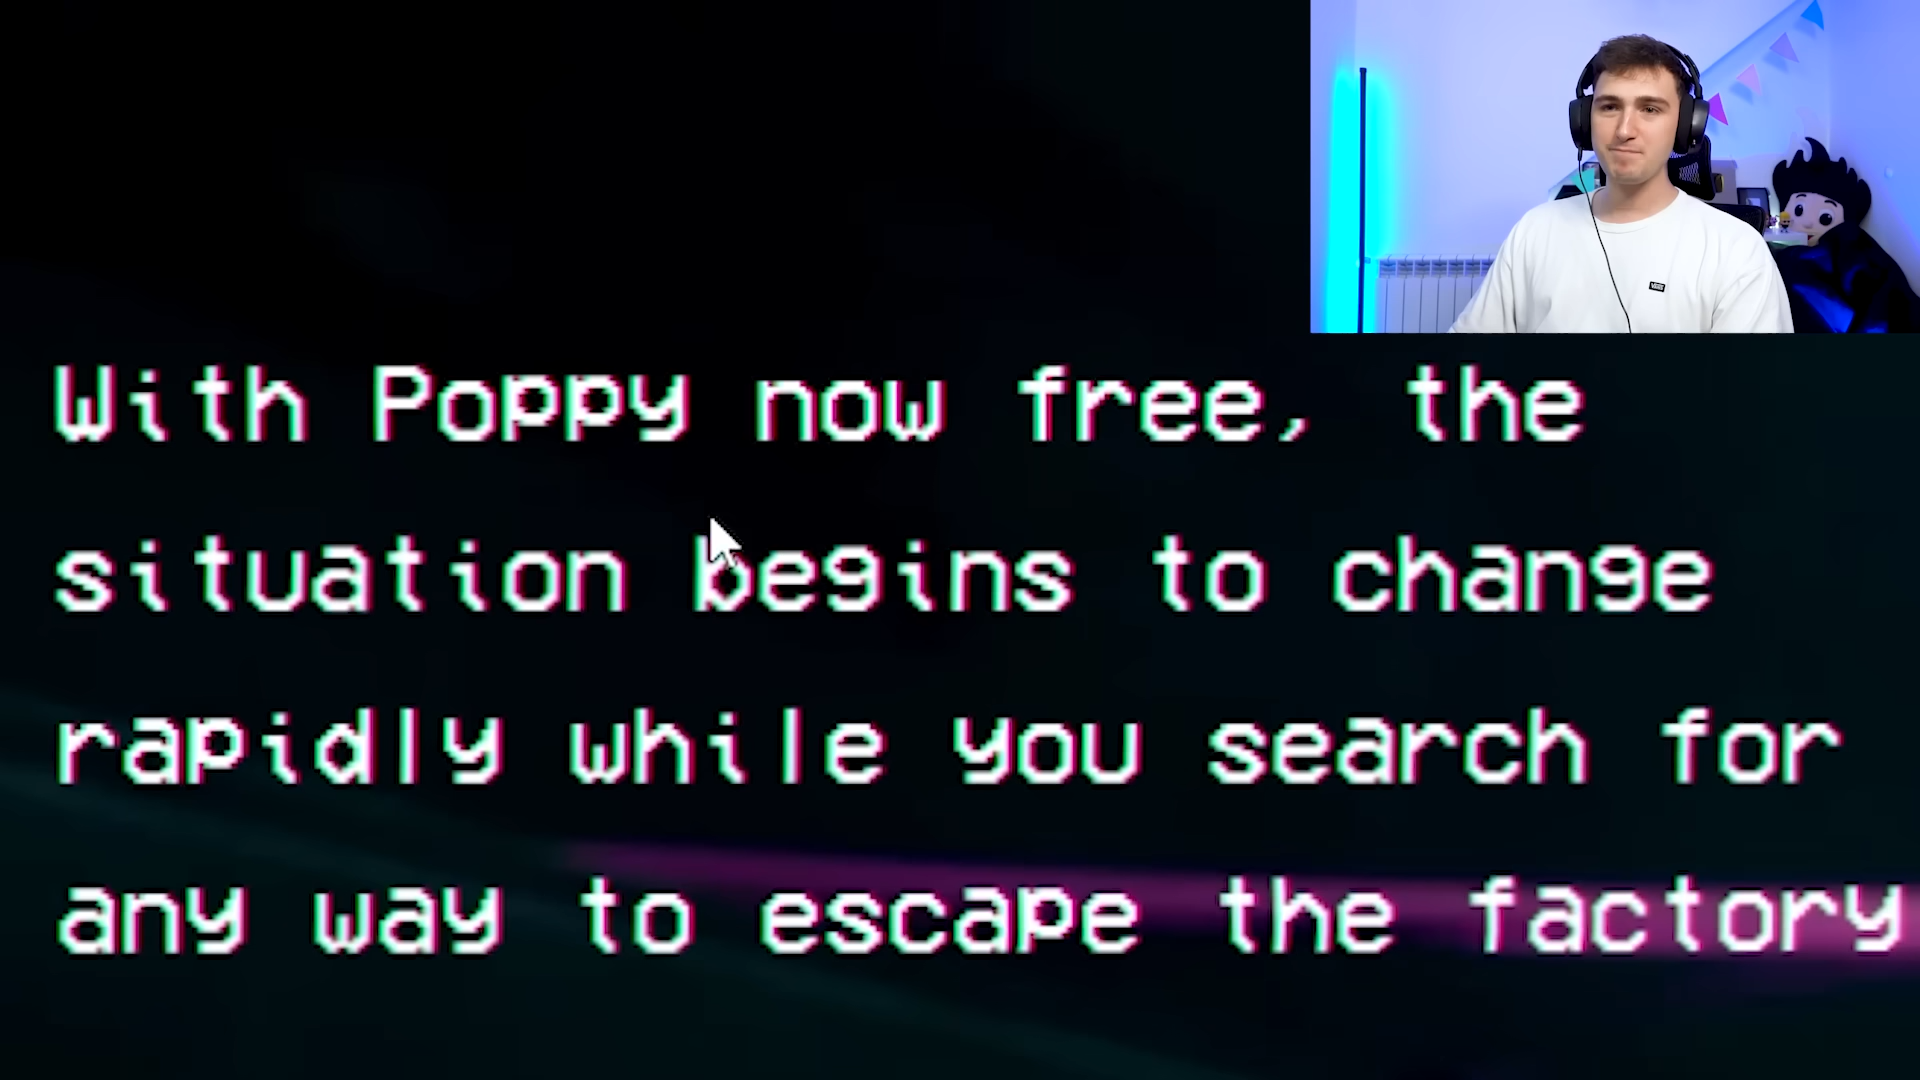 With Poppy now free, the
situation begins to change
rapidly while you search for
any way to escape the factory